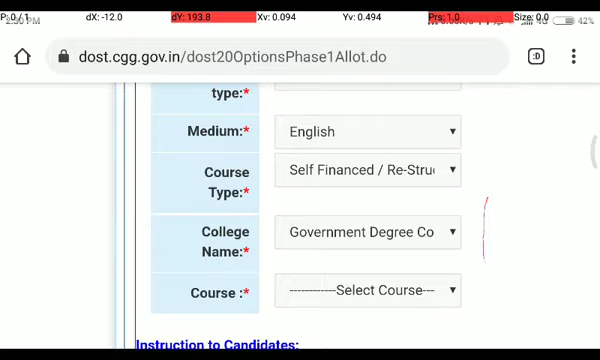 P: 0 / 1 dX: -12.0 dY: 193.8 Xv: 0.094 Yv: 0.494 Prs: 1.0 Size: 0.0
42%
dost.cgg.gov.in/dost20OptionsPhase1Allot.do
:D
type:*
Medium:* English
Course Type:* Self Financed / Re-Struc
College Name:* Government Degree Co
Course :* ------------Select Course---
Instruction to Candidates: